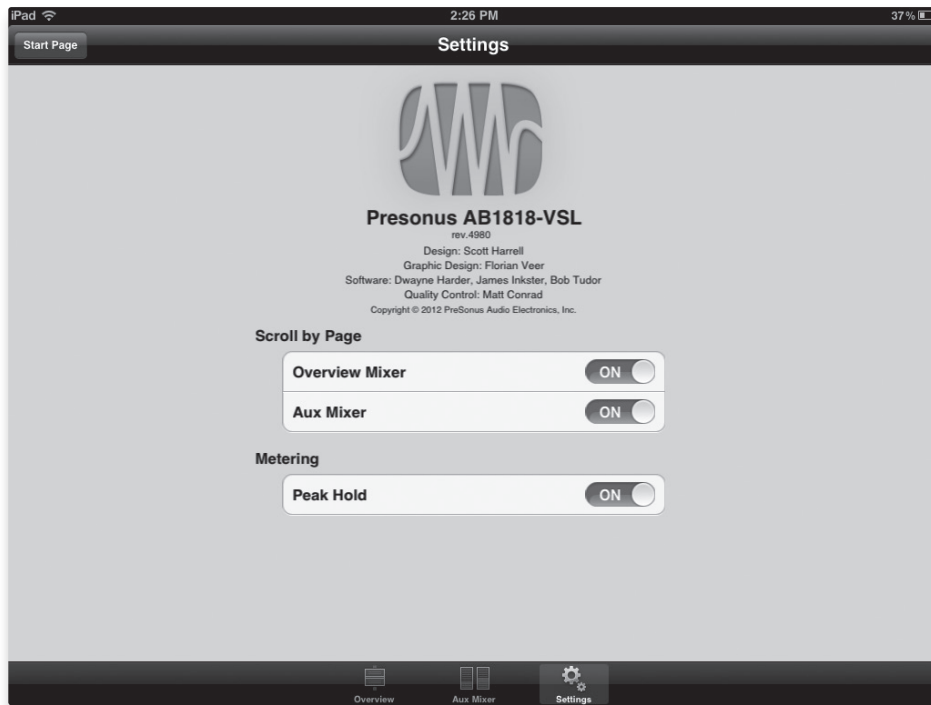 iPad 2:26 PM 37%
Start Page Settings
Presonus AB1818-VSL
rev.4980
Design: Scott Harrell
Graphic Design: Florian Veer
Software: Dwayne Harder, James Inkster, Bob Tudor
Quality Control: Matt Conrad
Copyright © 2012 PreSonus Audio Electronics, Inc.
Scroll by Page
Overview Mixer ON
Aux Mixer ON
Metering
Peak Hold ON
Overview Aux Mixer Settings